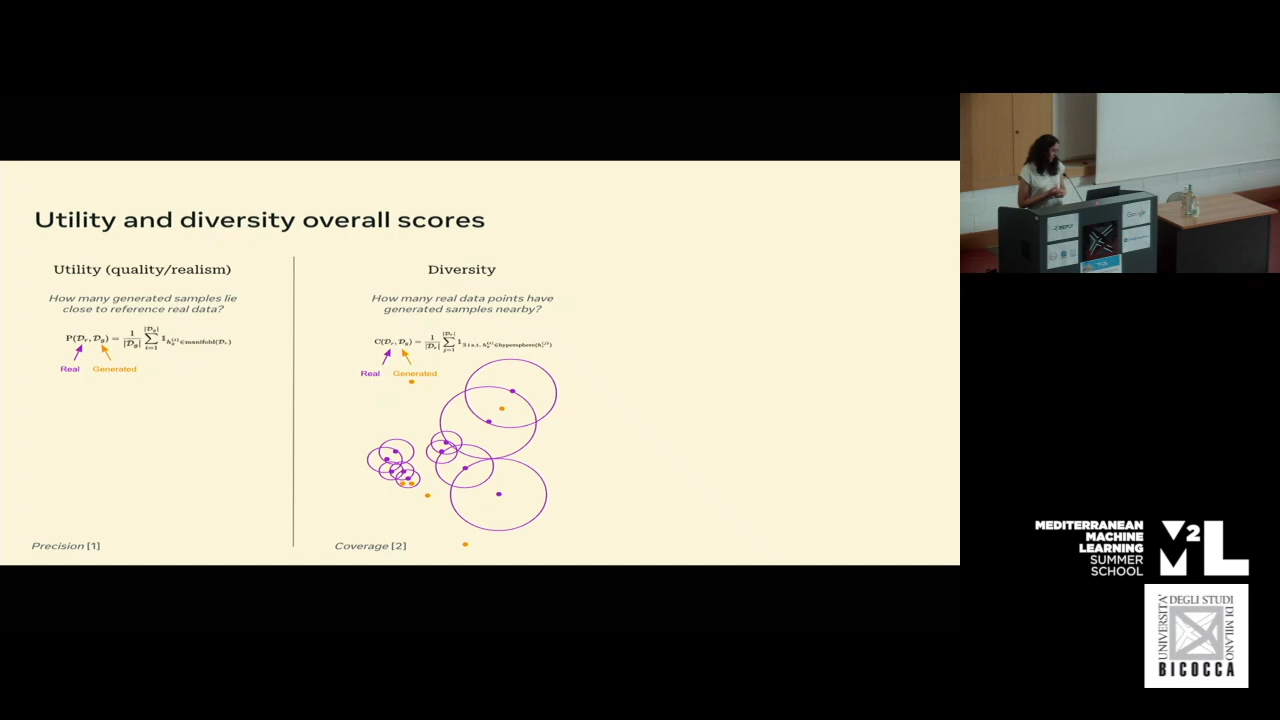 Utility and diversity overall scores
Utility (quality/realism)
How many generated samples lie
close to reference real data?
Real
Generated
Precision [1]
Diversity
How many real data points have
generated samples nearby?
Real
Generated
Coverage [2]
Google
MEDITERRANEAN
MACHINE
LEARNING
SUMMER
SCHOOL
M2L
UNIVERSITÀ
DEGLI STUDI
DI MILANO
BICOCCA